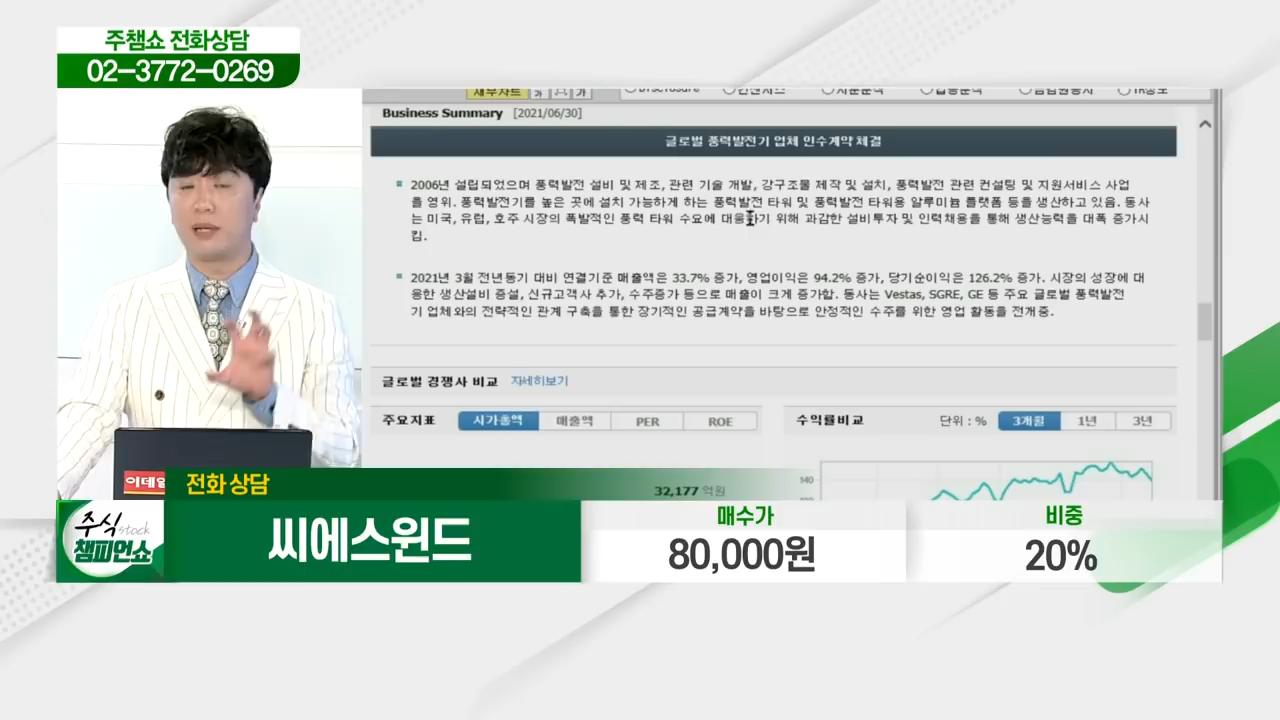 주챔쇼 전화상담
02-3772-0269
재무차트
Business Summary [2021/06/30]
글로벌 풍력발전기 업체 인수계약 체결
2006년 설립되었으며 풍력발전 설비 및 제조, 관련 기술 개발, 강구조물 제작 및 설치, 풍력발전 관련 컨설팅 및 지원서비스 사업
을 영위. 풍력발전기를 높은 곳에 설치 가능하게 하는 풍력발전 타워 및 풍력발전 타워용 알루미늄 플랫폼 등을 생산하고 있음. 동사
는 미국, 유럽, 호주 시장의 폭발적인 풍력 타워 수요에 대응하기 위해 과감한 설비투자 및 인력채용을 통해 생산능력을 대폭 증가시
킴.
2021년 3월 전년동기 대비 연결기준 매출액은 33.7% 증가, 영업이익은 94.2% 증가, 당기순이익은 126.2% 증가. 시장의 성장에 대
응한 생산설비 증설, 신규고객사 추가, 수주증가 등으로 매출이 크게 증가함. 동사는 Vestas, SGRE, GE 등 주요 글로벌 풍력발전
기 업체와의 전략적인 관계 구축을 통한 장기적인 공급계약을 바탕으로 안정적인 수주를 위한 영업 활동을 전개중.
글로벌 경쟁사 비교 자세히보기
주요지표 시가총액 매출액 PER ROE
수익률비교 단위 : % 3개월 1년 3년
140
32,177 억원
이데일
전화 상담
주식 stock
챔피언쇼
씨에스윈드
매수가
80,000원
비중
20%